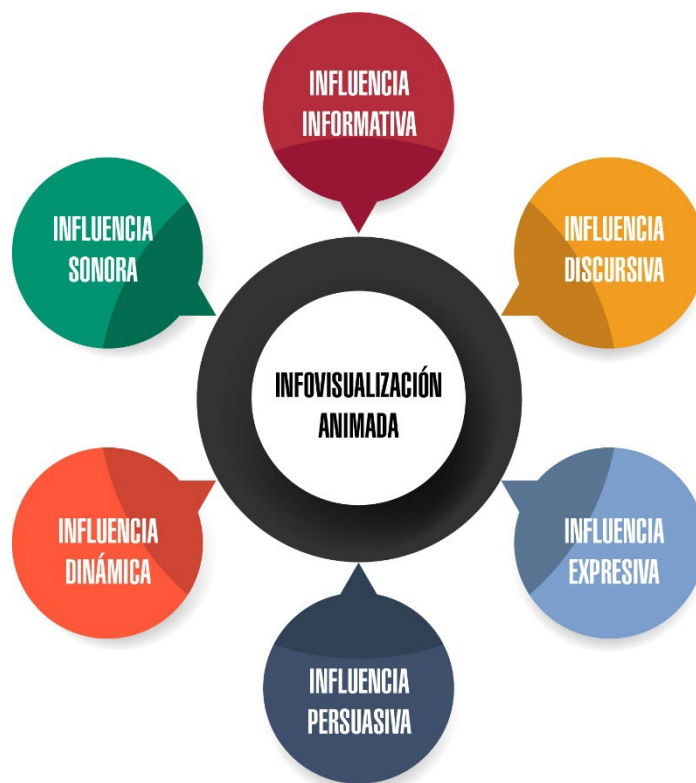 INFLUENCIA
INFORMATIVA
INFLUENCIA
SONORA
INFLUENCIA
DISCURSIVA
INFOVISUALIZACIÓN
ANIMADA
INFLUENCIA
DINÁMICA
INFLUENCIA
EXPRESIVA
INFLUENCIA
PERSUASIVA